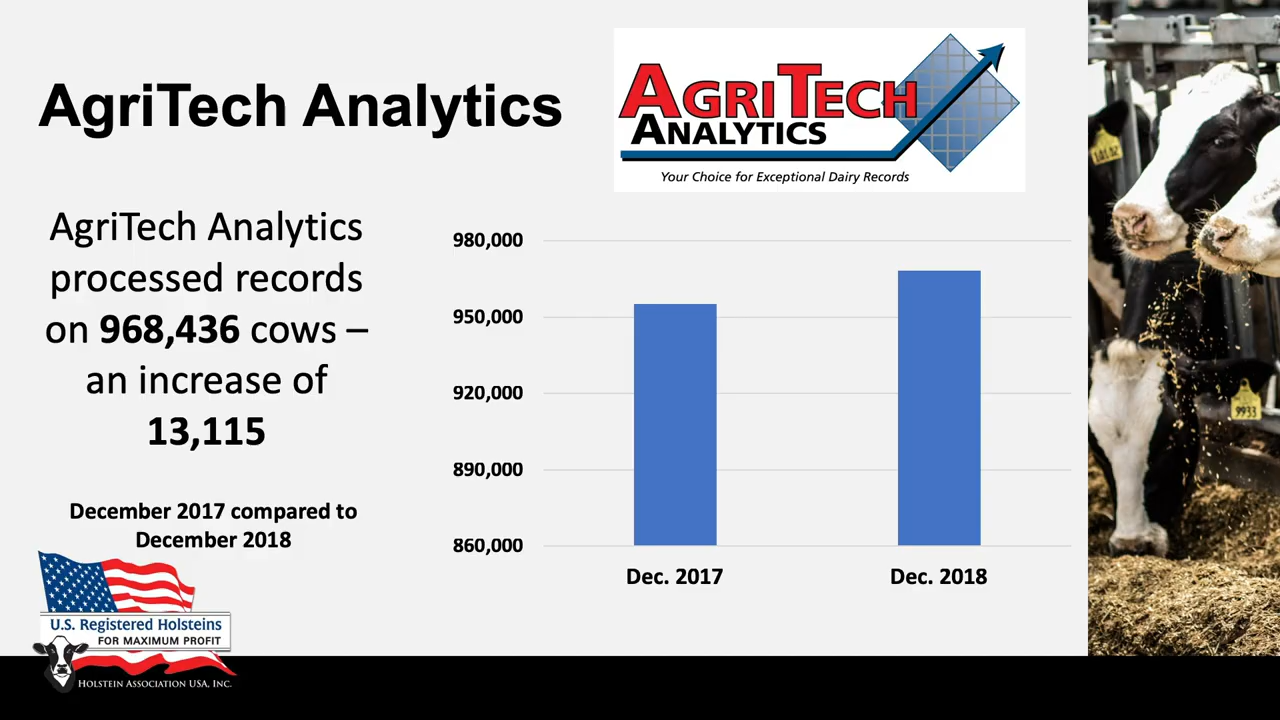 AgriTech Analytics
AGRITECH
ANALYTICS
Your Choice for Exceptional Dairy Records
AgriTech Analytics
processed records
on 968,436 cows –
an increase of
13,115
December 2017 compared to
December 2018
980,000
950,000
920,000
890,000
860,000
Dec. 2017
Dec. 2018
U.S. Registered Holsteins
FOR MAXIMUM PROFIT
HOLSTEIN ASSOCIATION USA, INC.
9933